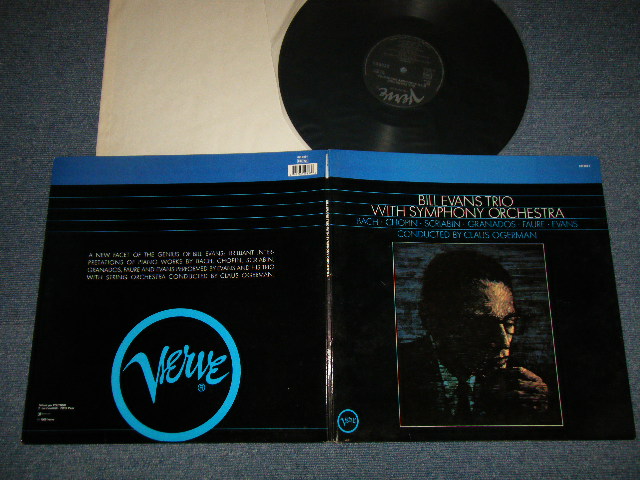 Verve
BILL EVANS TRIO
WITH SYMPHONY ORCHESTRA
BACH · CHOPIN · SCRIABIN · GRANADOS · FAURE · EVANS
CONDUCTED BY CLAUS OGERMAN
A NEW FACET OF THE GENIUS OF BILL EVANS: BRILLIANT INTER-
PRETATIONS OF PIANO WORKS BY BACH, CHOPIN, SCRIABIN,
GRANADOS, FAURE AND EVANS PERFORMED BY EVANS AND HIS TRIO
WITH STRING ORCHESTRA CONDUCTED BY CLAUS OGERMAN.
Verve®
Verve